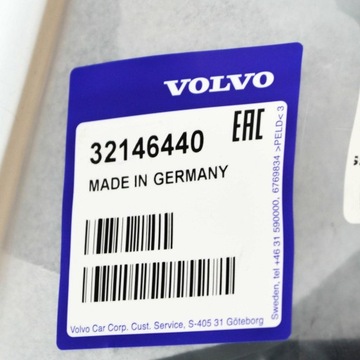 VOLVO
32146440
EAC
MADE IN GERMANY
Volvo Car Corp. Cust. Service, S-405 31 Göteborg
Sweden, tel +46 31 590000, 6769834 >PELD< 3